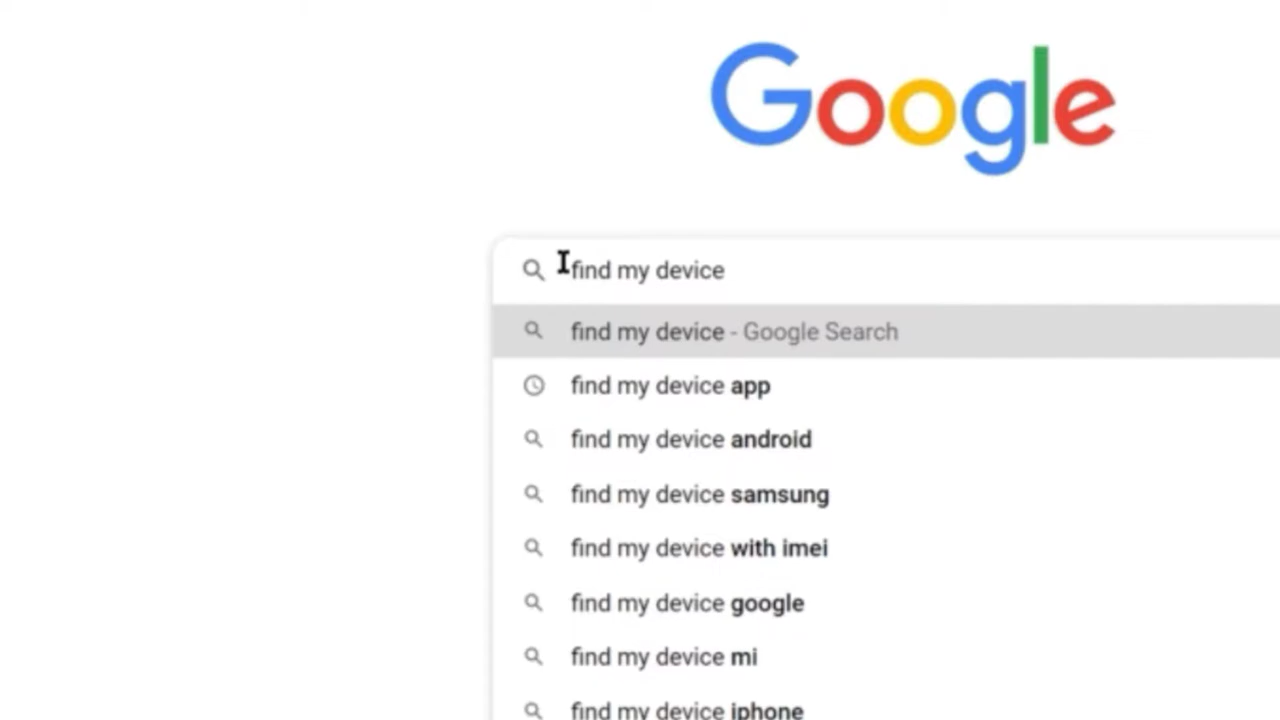 Google
find my device
find my device - Google Search
find my device app
find my device android
find my device samsung
find my device with imei
find my device google
find my device mi
find my device iphone